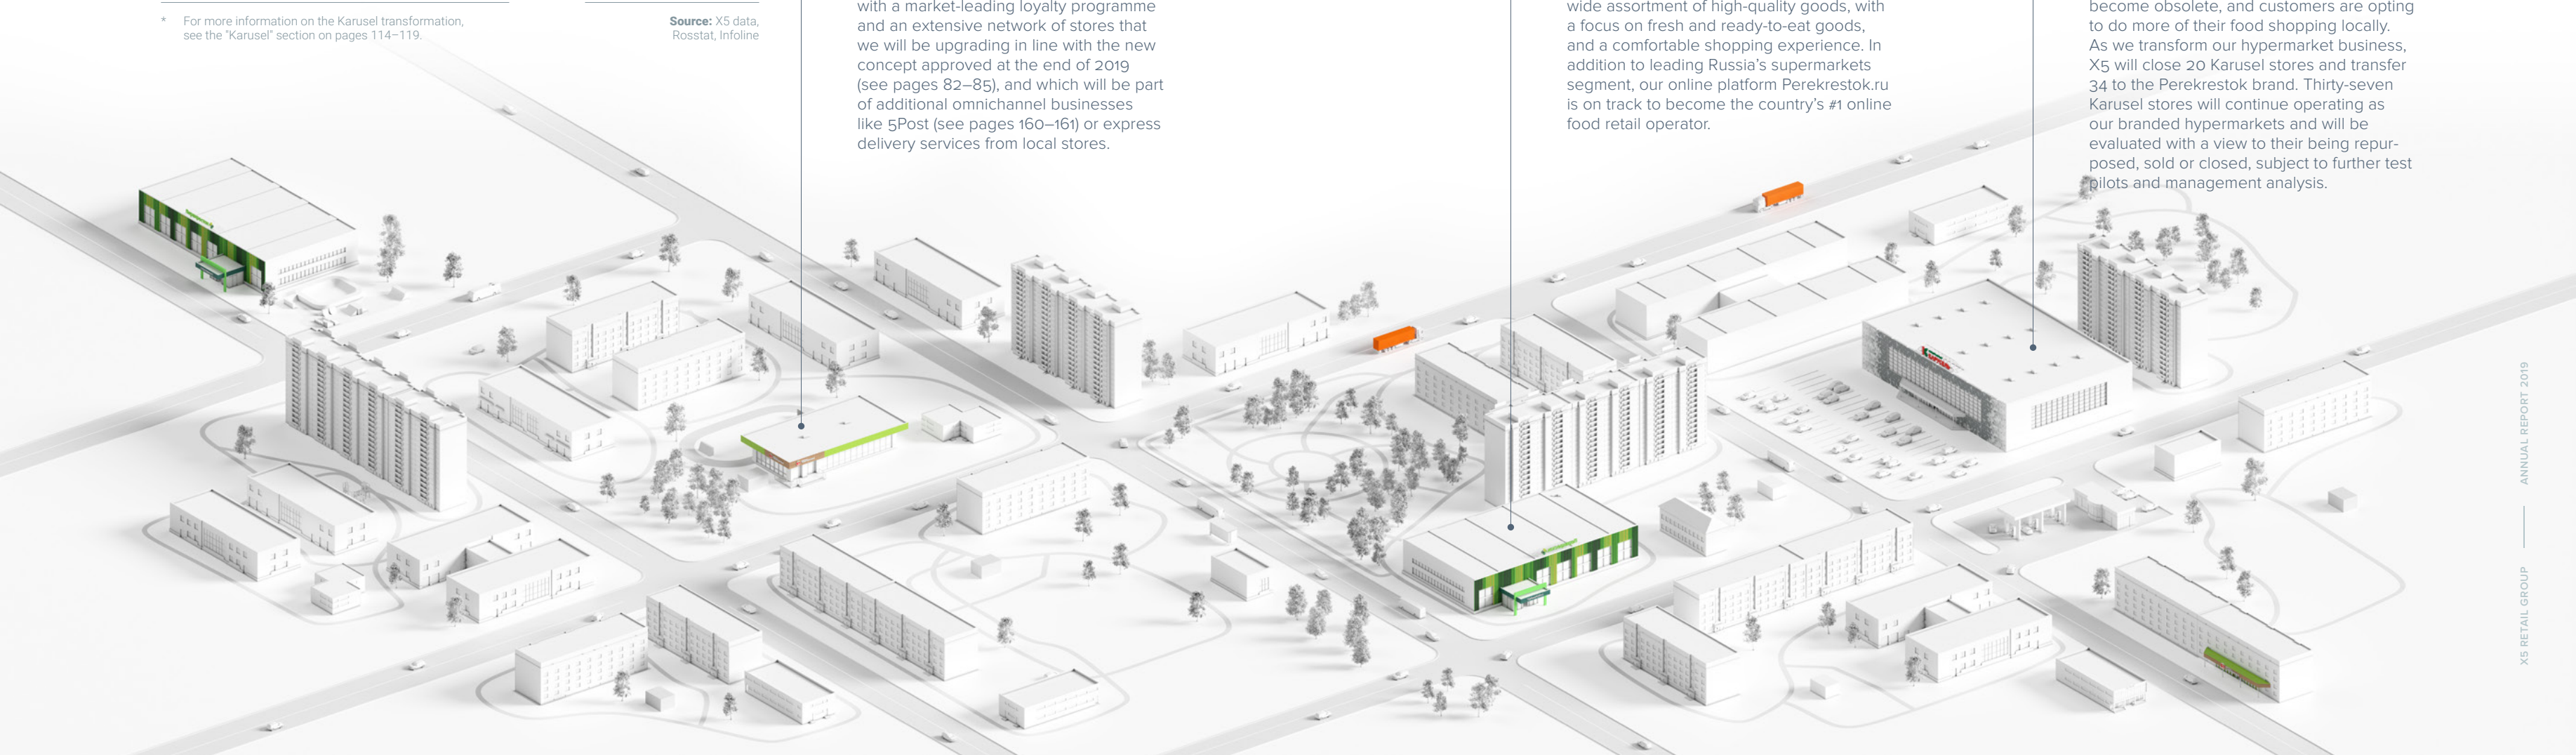 * For more information on the Karusel transformation,
see the "Karusel" section on pages 114–119.
Source: X5 data,
Rosstat, Infoline
with a market-leading loyalty programme
and an extensive network of stores that
we will be upgrading in line with the new
concept approved at the end of 2019
(see pages 82–85), and which will be part
of additional omnichannel businesses
like 5Post (see pages 160–161) or express
delivery services from local stores.
wide assortment of high-quality goods, with
a focus on fresh and ready-to-eat goods,
and a comfortable shopping experience. In
addition to leading Russia's supermarkets
segment, our online platform Perekrestok.ru
is on track to become the country's #1 online
food retail operator.
become obsolete, and customers are opting
to do more of their food shopping locally.
As we transform our hypermarket business,
X5 will close 20 Karusel stores and transfer
34 to the Perekrestok brand. Thirty-seven
Karusel stores will continue operating as
our branded hypermarkets and will be
evaluated with a view to their being repur-
posed, sold or closed, subject to further test
pilots and management analysis.
X5 RETAIL GROUP
ANNUAL REPORT 2019